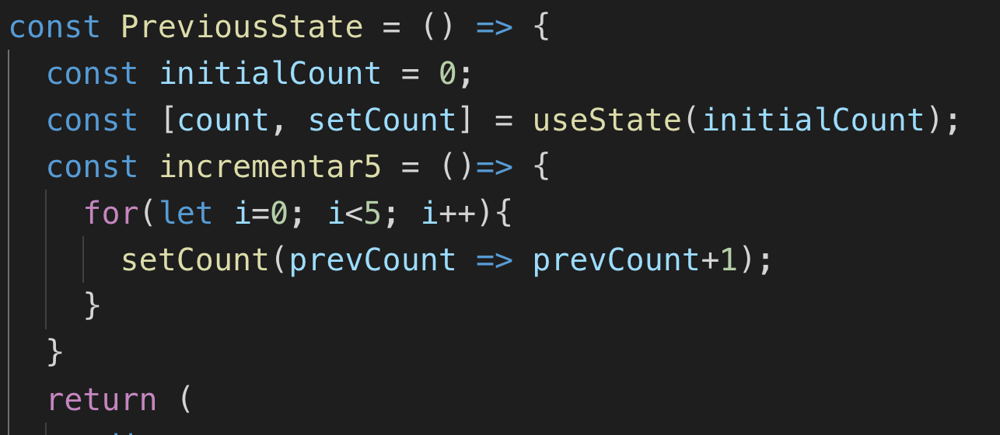 const PreviousState = () => {
  const initialCount = 0;
  const [count, setCount] = useState(initialCount);
  const incrementar5 = ()=> {
    for(let i=0; i<5; i++){
      setCount(prevCount => prevCount+1);
    }
  }
  return (